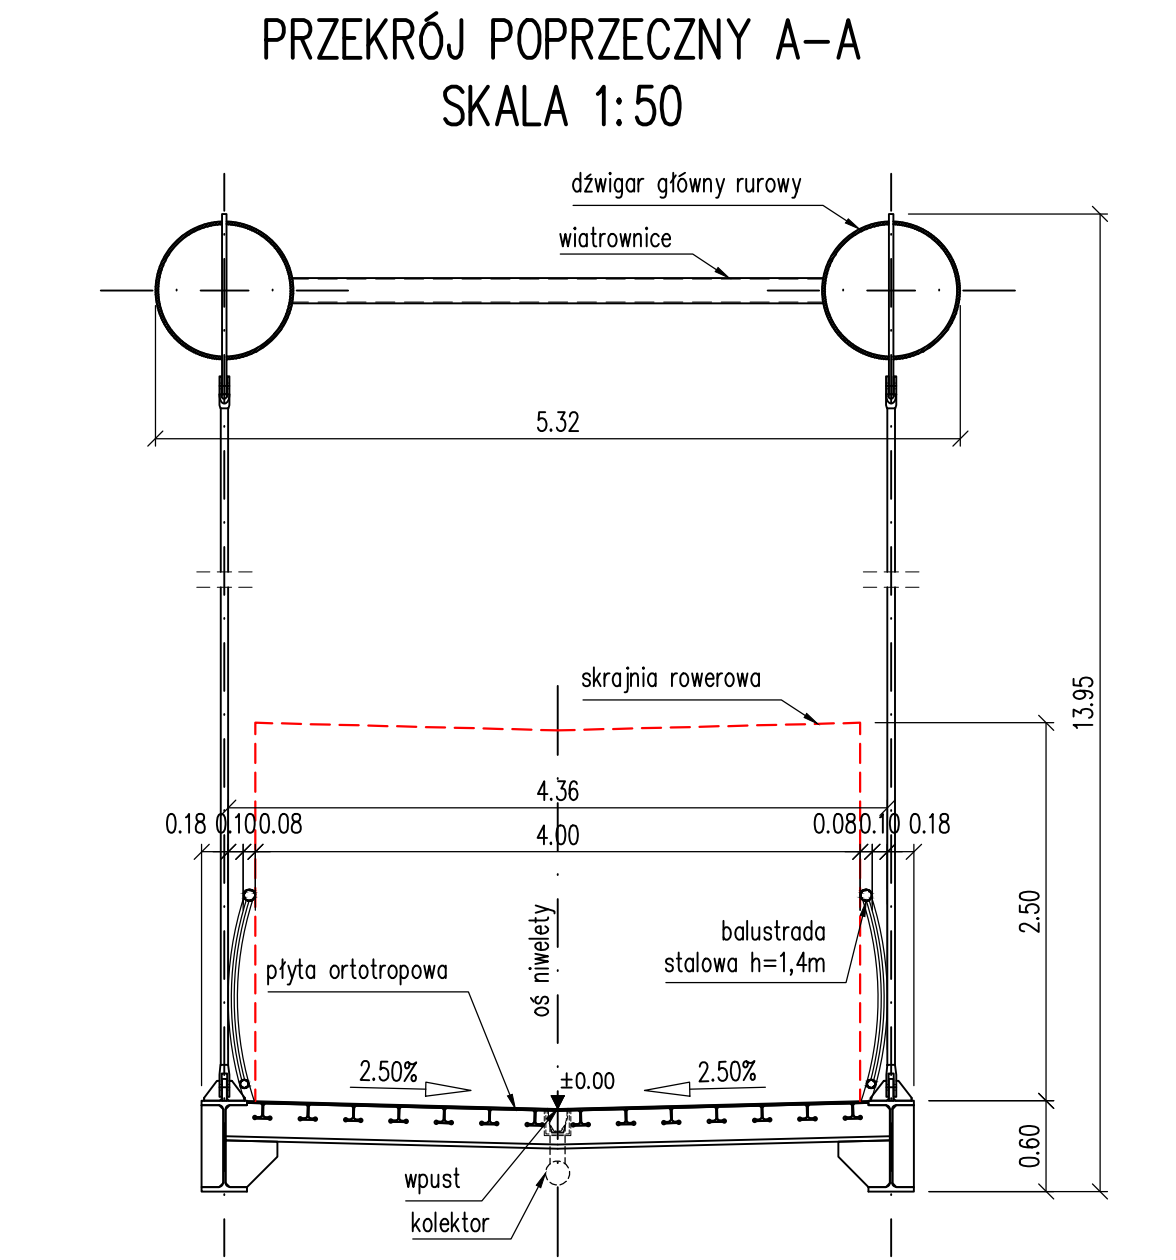 PRZEKRÓJ POPRZECZNY A-A
SKALA 1:50
dźwigar główny rurowy
wiatrownice
5.32
skrajnia rowerowa
13.95
4.36
0.18 0.10 0.08
0.08 0.10 0.18
4.00
2.50
oś niwelety
balustrada
stalowa h=1,4m
płyta ortotropowa
2.50%
±0.00
2.50%
0.60
wpust
kolektor